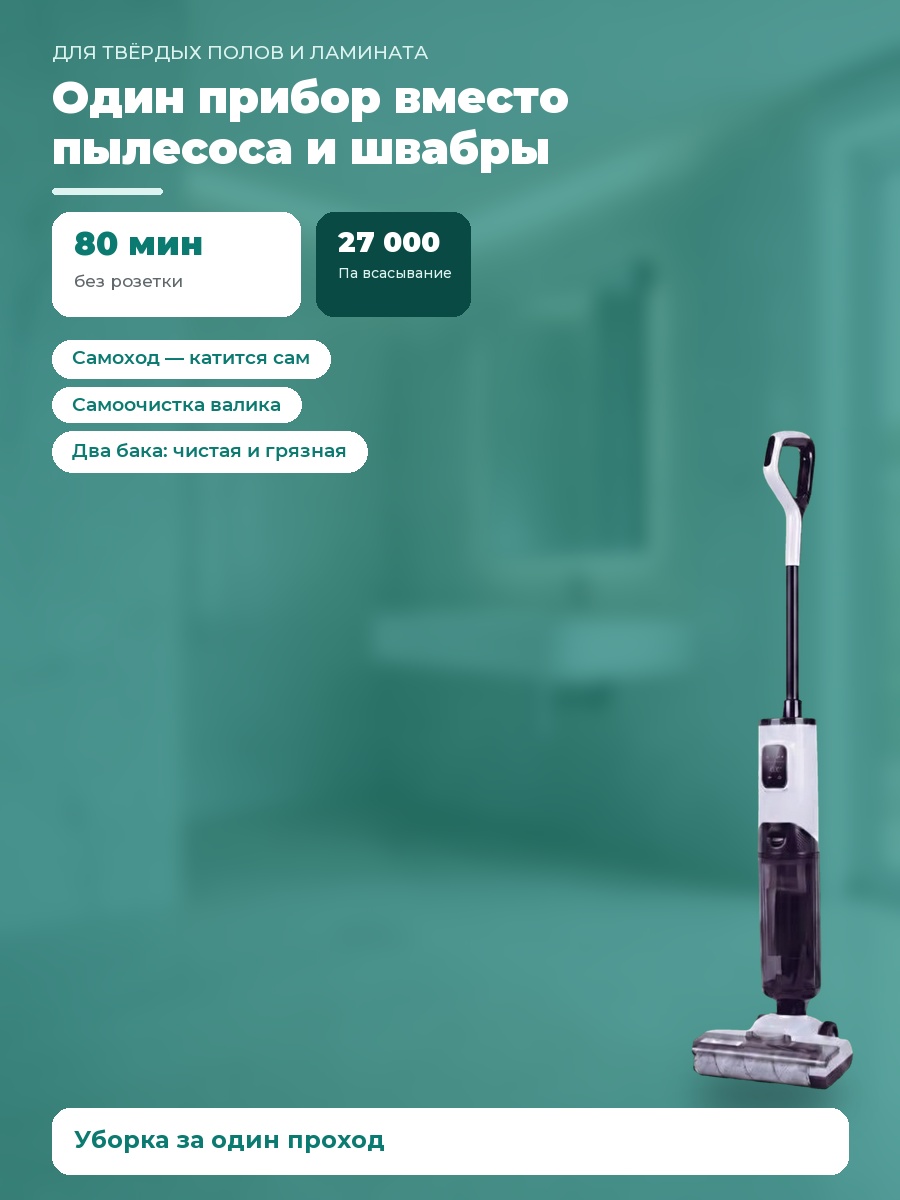 ДЛЯ ТВЁРДЫХ ПОЛОВ И ЛАМИНАТА
Один прибор вместо
пылесоса и швабры
80 мин
без розетки
27 000
Па всасывание
Самоход — катится сам
Самоочистка валика
Два бака: чистая и грязная
Уборка за один проход